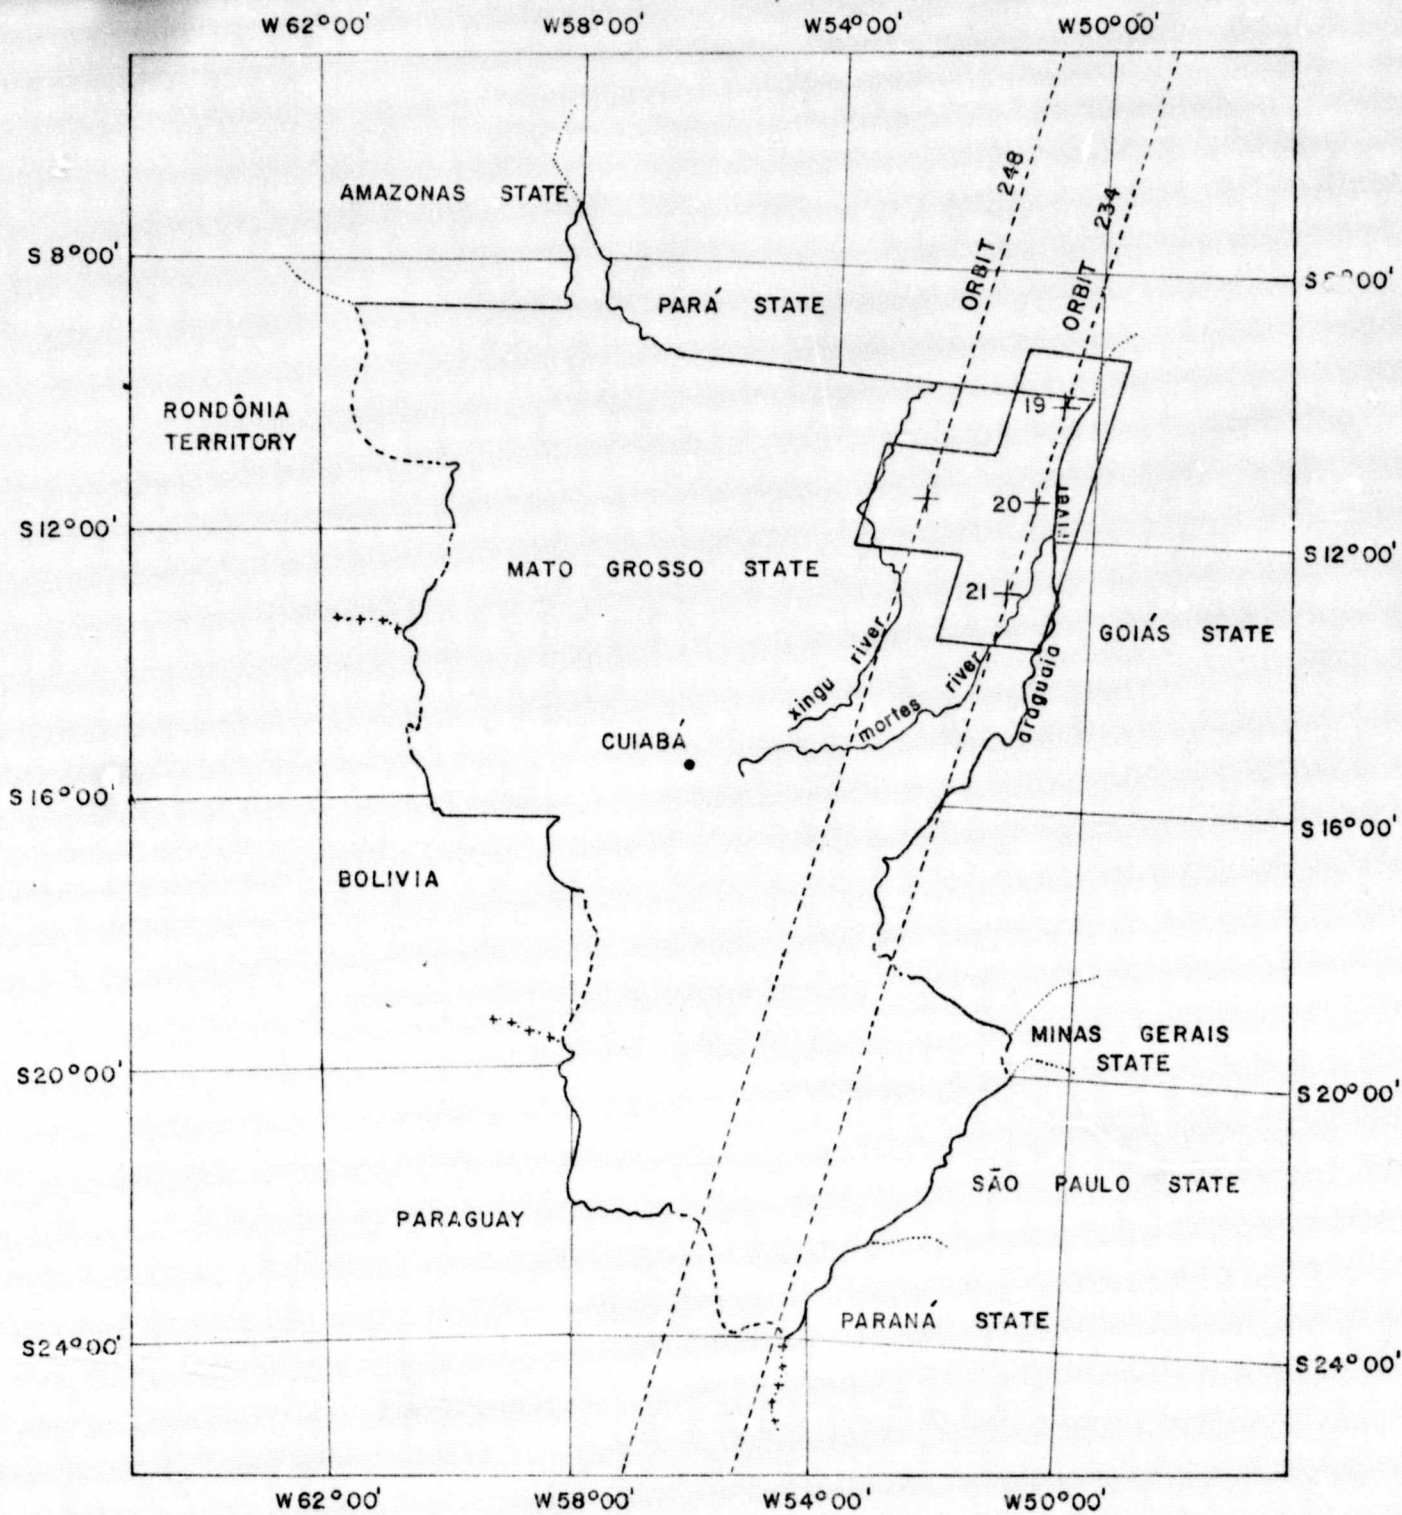 W 62°00' W58°00' W54°00' W50°00'
248
234
AMAZONAS STATE
S 8°00'
ORBIT
ORBIT
PARÁ STATE
RONDÔNIA
TERRITORY
19
20
river
S12°00'
S12°00'
MATO GROSSO STATE
21
GOIÁS STATE
xingu river
mortes river
araguaia
CUIABÁ
S16°00'
S16°00'
BOLIVIA
MINAS GERAIS
STATE
S20°00'
S20°00'
SÃO PAULO STATE
PARAGUAY
PARANÁ STATE
S24°00'
S24°00'
W62°00' W58°00' W54°00' W50°00'